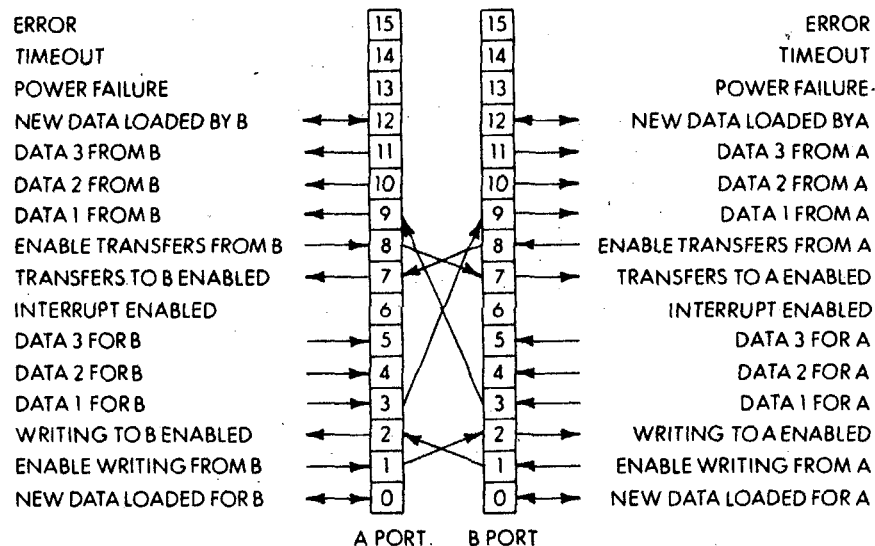 ERROR 15 15 ERROR
TIMEOUT 14 14 TIMEOUT
POWER FAILURE 13 13 POWER FAILURE
NEW DATA LOADED BY B 12 12 NEW DATA LOADED BY A
DATA 3 FROM B 11 11 DATA 3 FROM A
DATA 2 FROM B 10 10 DATA 2 FROM A
DATA 1 FROM B 9 9 DATA 1 FROM A
ENABLE TRANSFERS FROM B 8 8 ENABLE TRANSFERS FROM A
TRANSFERS TO B ENABLED 7 7 TRANSFERS TO A ENABLED
INTERRUPT ENABLED 6 6 INTERRUPT ENABLED
DATA 3 FOR B 5 5 DATA 3 FOR A
DATA 2 FOR B 4 4 DATA 2 FOR A
DATA 1 FOR B 3 3 DATA 1 FOR A
WRITING TO B ENABLED 2 2 WRITING TO A ENABLED
ENABLE WRITING FROM B 1 1 ENABLE WRITING FROM A
NEW DATA LOADED FOR B 0 0 NEW DATA LOADED FOR A
A PORT. B PORT